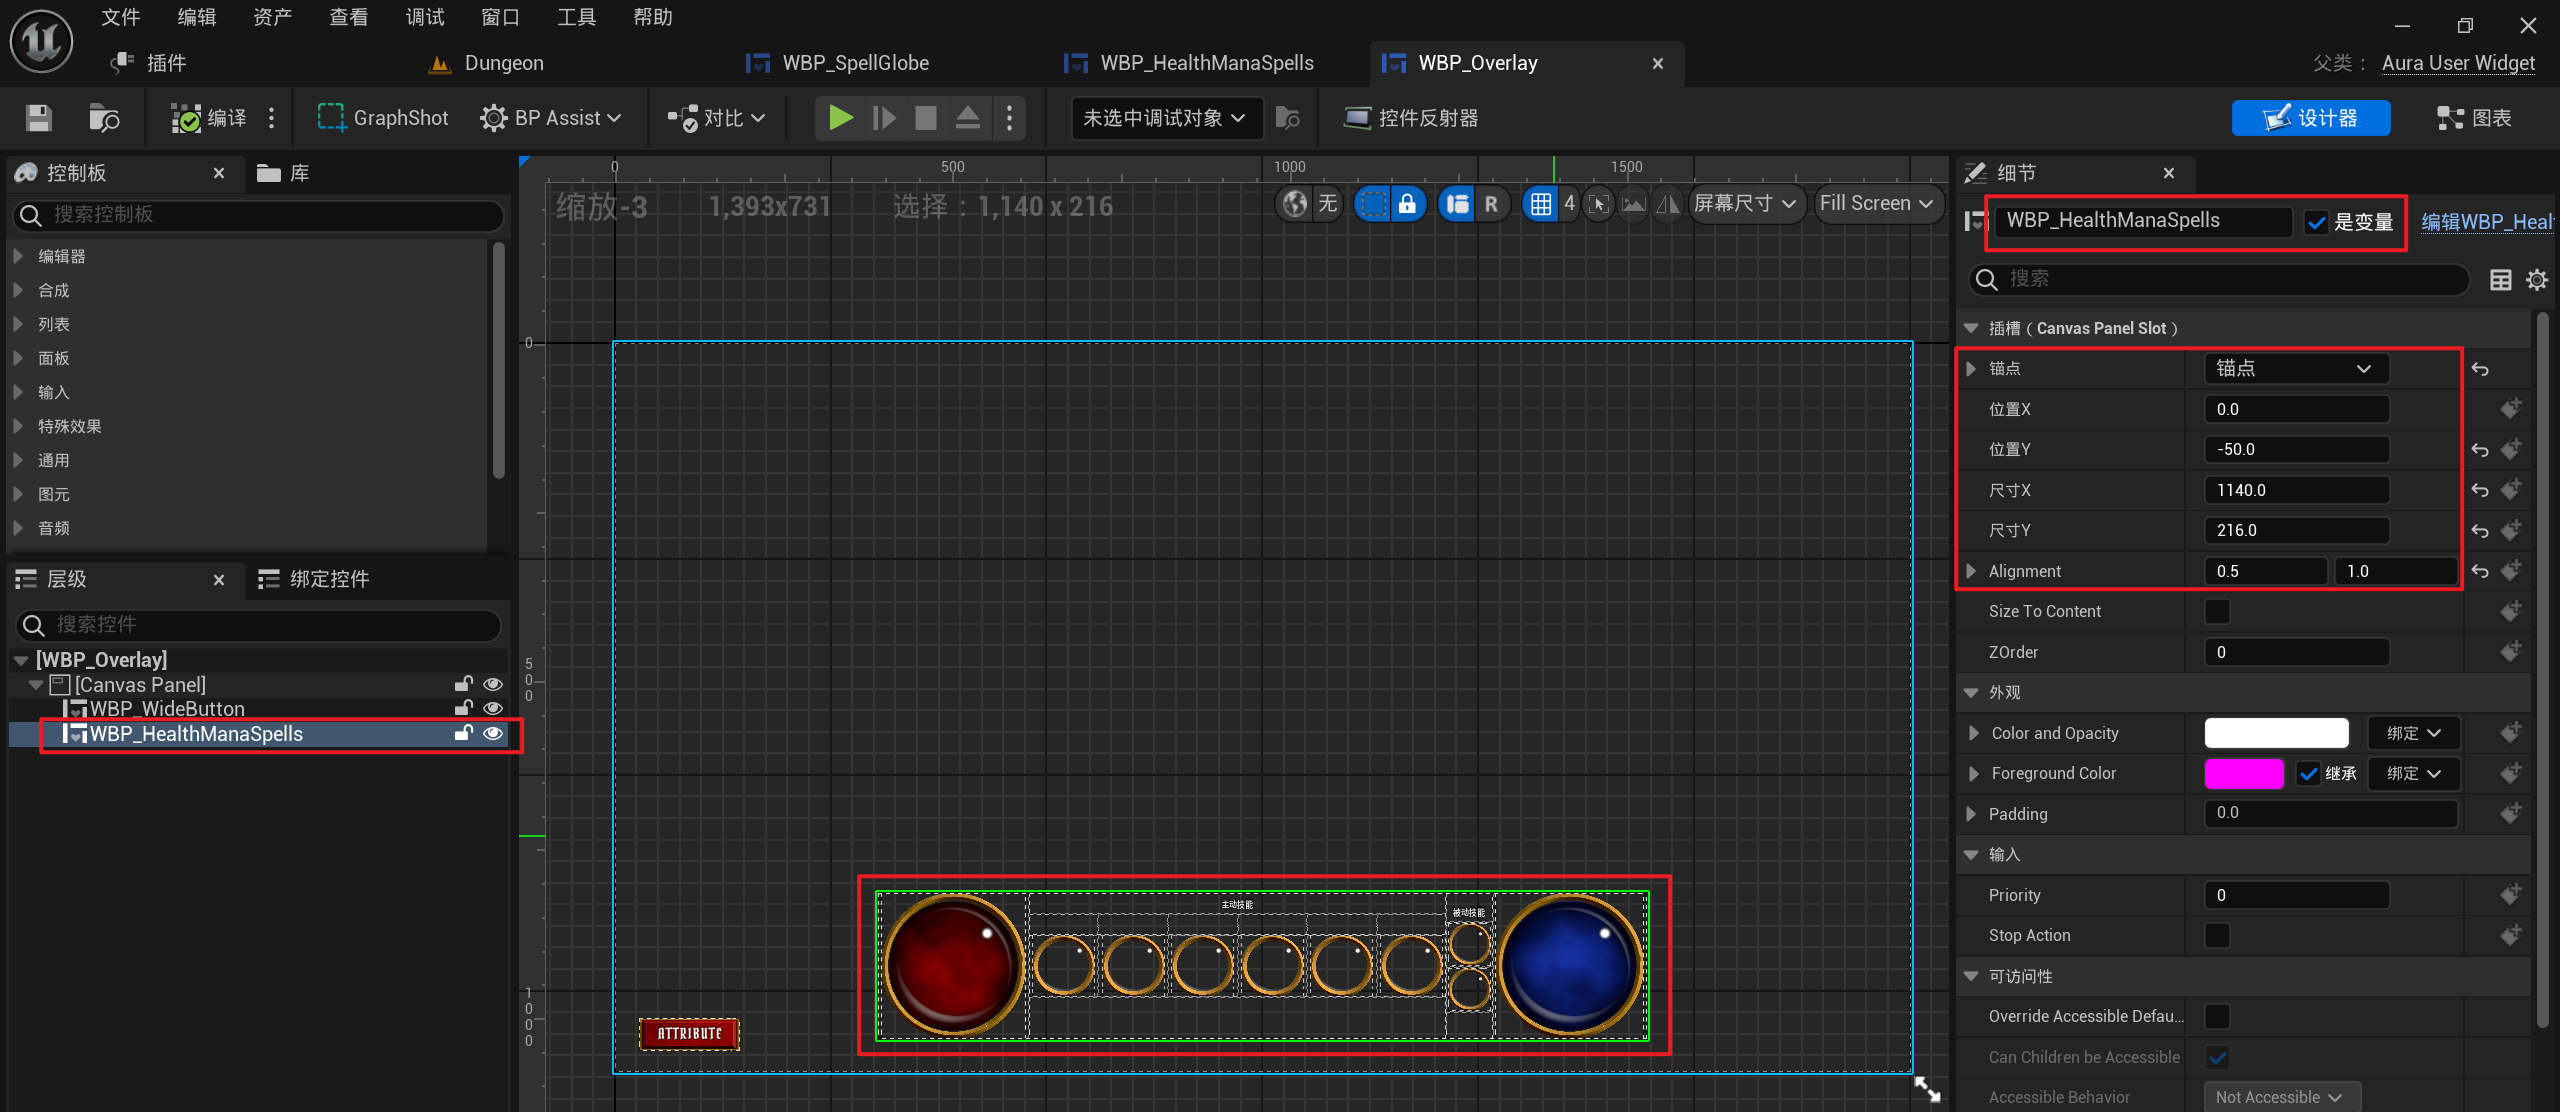 文件 编辑 资产 查看 调试 窗口 工具 帮助
插件 Dungeon WBP_SpellGlobe WBP_HealthManaSpells WBP_Overlay 父类： Aura User Widget
编译 GraphShot BP Assist 对比 未选中调试对象 控件反射器 设计器 图表
控制板 库
搜索控制板
编辑器
合成
列表
面板
输入
特殊效果
通用
图元
音频
层级 绑定控件
搜索控件
[WBP_Overlay]
[Canvas Panel]
WBP_WideButton
WBP_HealthManaSpells
0 500 1000 1500
缩放-3 1,393x731 选择：1,140 x 216 无 R 4 屏幕尺寸 Fill Screen
0
500
1000
主动技能
被动技能
ATTRIBUTE
细节
WBP_HealthManaSpells 是变量 编辑WBP_Heal
搜索
插槽（Canvas Panel Slot）
锚点 锚点
位置X 0.0
位置Y -50.0
尺寸X 1140.0
尺寸Y 216.0
Alignment 0.5 1.0
Size To Content
ZOrder 0
外观
Color and Opacity 绑定
Foreground Color 继承 绑定
Padding 0.0
输入
Priority 0
Stop Action
可访问性
Override Accessible Defau...
Can Children be Accessible
Accessible Behavior Not Accessible